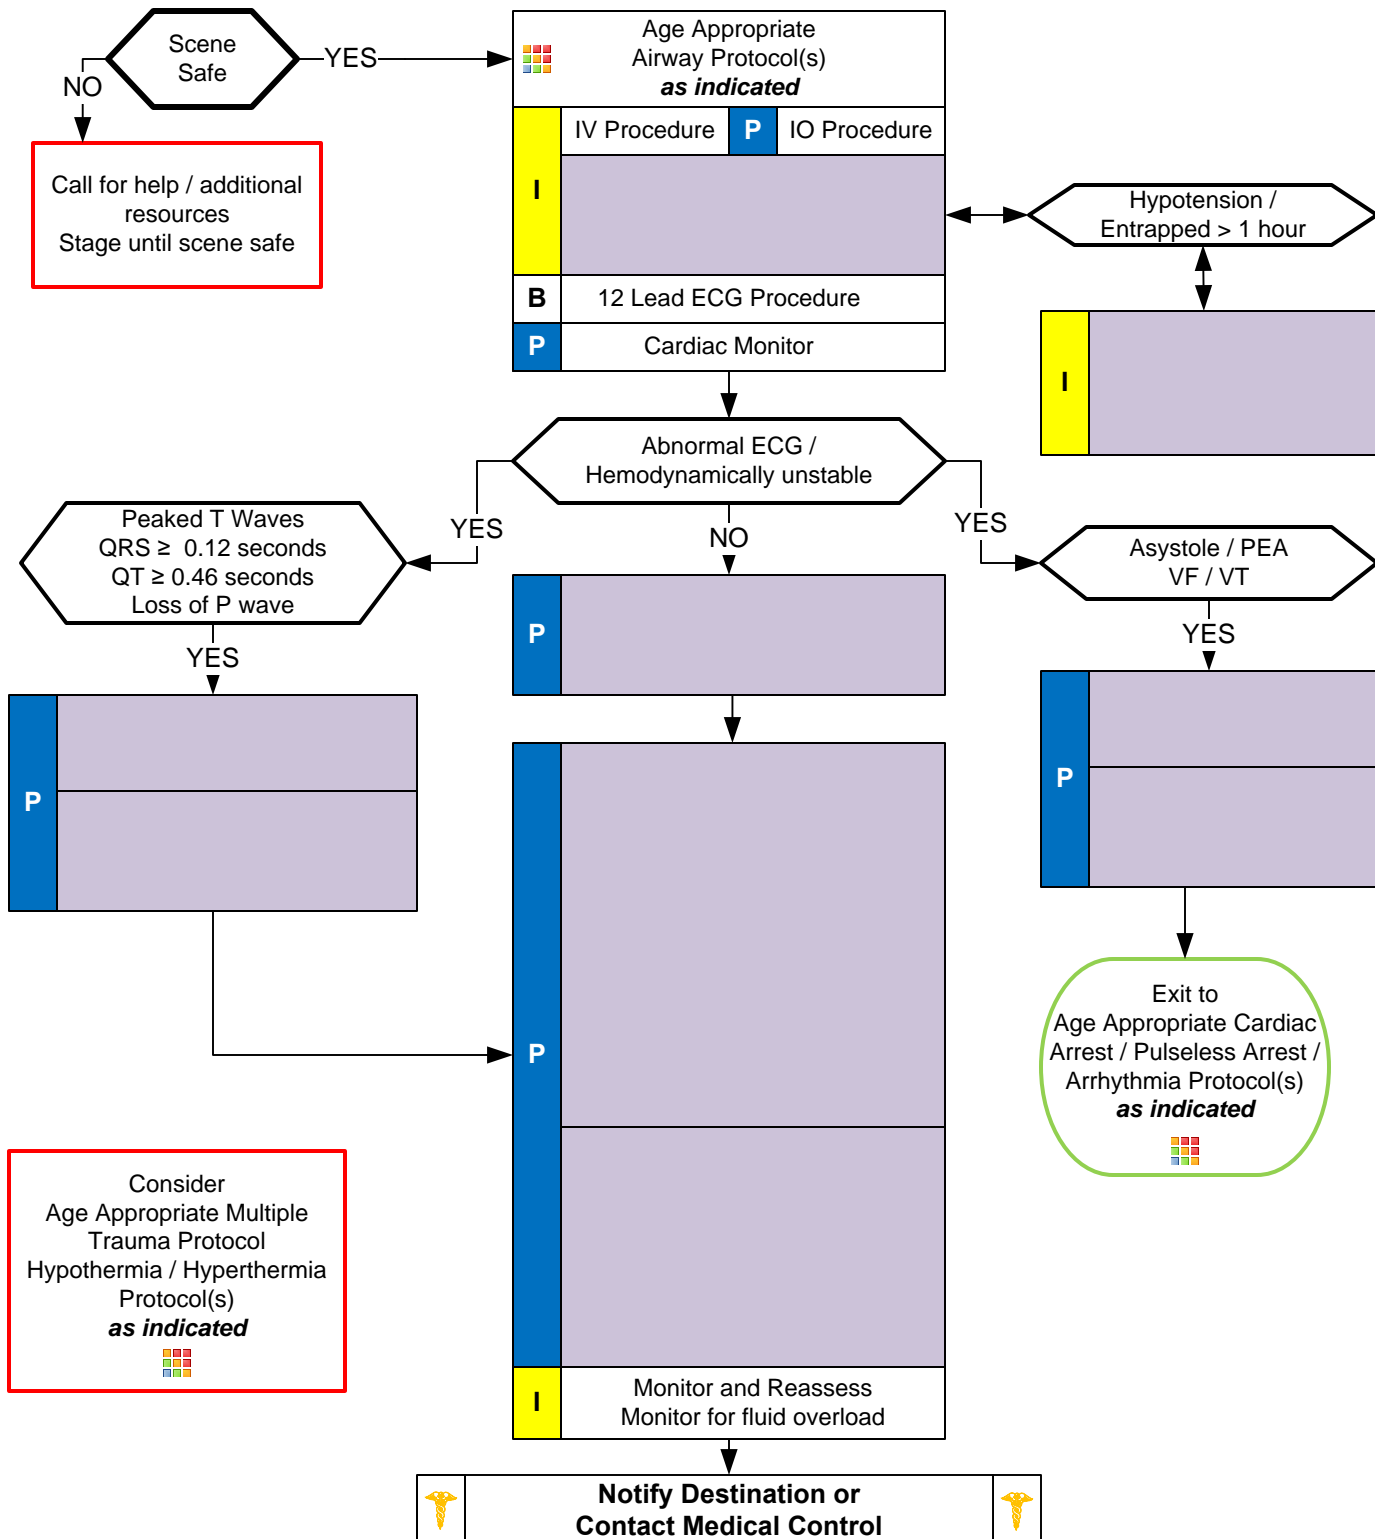 Scene
Safe
YES
NO
Call for help / additional
resources
Stage until scene safe
Age Appropriate
Airway Protocol(s)
as indicated
I
IV Procedure
P
IO Procedure
B
12 Lead ECG Procedure
P
Cardiac Monitor
Hypotension /
Entrapped > 1 hour
I
Abnormal ECG /
Hemodynamically unstable
YES
NO
YES
Peaked T Waves
QRS ≥  0.12 seconds
QT ≥ 0.46 seconds
Loss of P wave
YES
P
P
Asystole / PEA
VF / VT
YES
P
Exit to
Age Appropriate Cardiac
Arrest / Pulseless Arrest /
Arrhythmia Protocol(s)
as indicated
P
Consider
Age Appropriate Multiple
Trauma Protocol
Hypothermia / Hyperthermia
Protocol(s)
as indicated
I
Monitor and Reassess
Monitor for fluid overload
Notify Destination or
Contact Medical Control